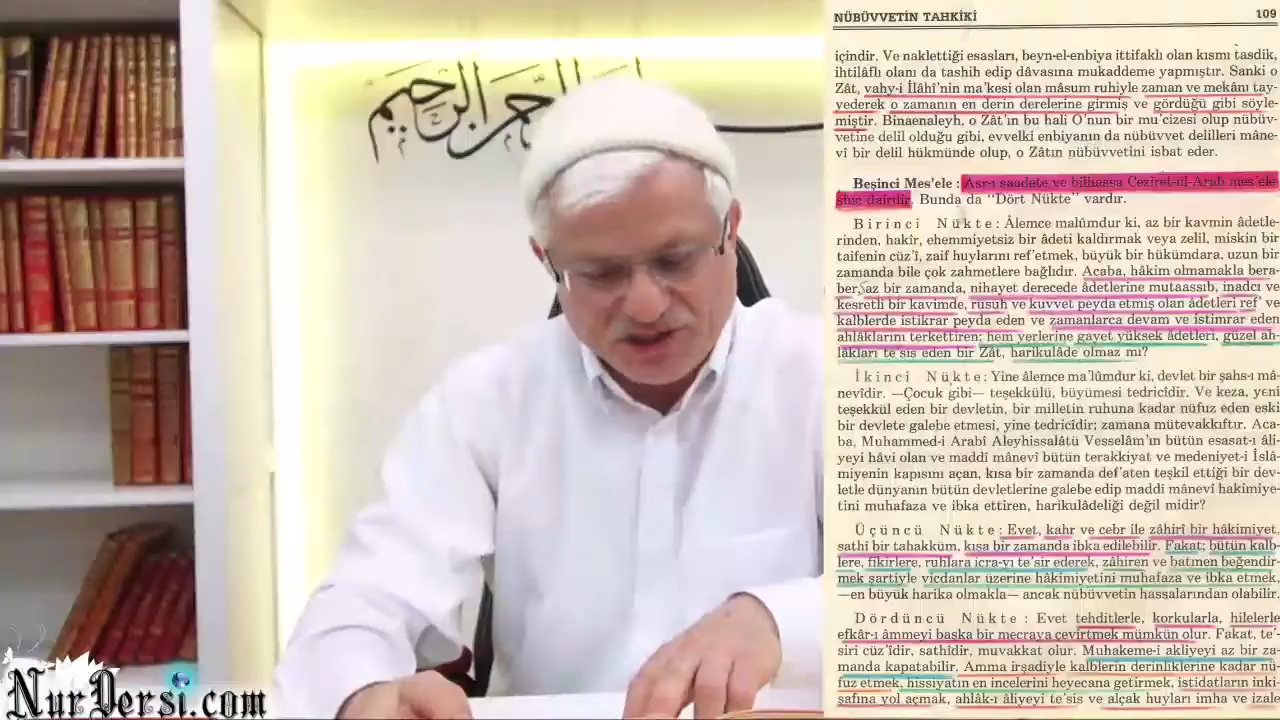 الرحمن الرحيم
NÜBÜVVETİN TAHKİKİ 109
içindir. Ve naklettiği esasları, beyn-el-enbiya ittifaklı olan kısmı tasdik,
ihtilâflı olanı da tashih edip dâvasına mukaddeme yapmıştır. Sanki o
Zât, vahy-i İlâhî'nin ma'kesi olan mâsum ruhiyle zaman ve mekânı tay-
yederek o zamanın en derin derelerine girmiş ve gördüğü gibi söyle-
miştir. Binaenaleyh, o Zât'ın bu hali O'nun bir mu'cizesi olup nübüv-
vetine delil olduğu gibi, evvelki enbiyanın da nübüvvet delilleri mâne-
vî bir delil hükmünde olup, o Zâtın nübüvvetini isbat eder.
Beşinci Mes'ele : Asr-ı saadete ve bilhassa Ceziret-ul-Arab mes'ele-
sine dairdir. Bunda da "Dört Nükte" vardır.
Birinci Nükte: Âlemce malûmdur ki, az bir kavmin âdetle-
rinden, hakîr, ehemmiyetsiz bir âdeti kaldırmak veya zelil, miskin bir
taifenin cüz'î, zaif huylarını ref'etmek, büyük bir hükümdara, uzun bir
zamanda bile çok zahmetlere bağlıdır. Acaba, hâkim olmamakla bera-
ber, az bir zamanda, nihayet derecede âdetlerine mutaassıb, inadcı ve
kesretli bir kavimde, rüsuh ve kuvvet peyda etmiş olan âdetleri ref' ve
kalblerde istikrar peyda eden ve zamanlarca devam ve istimrar eden
ahlâklarını terkettiren; hem yerlerine gayet yüksek âdetleri, güzel ah-
lâkları te'sis eden bir Zât, harikulâde olmaz mı?
İkinci Nükte: Yine âlemce ma'lûmdur ki, devlet bir şahs-ı mâ-
nevîdir. —Çocuk gibi— teşekkülü, büyümesi tedricîdir. Ve keza, yeni
teşekkül eden bir devletin, bir milletin ruhuna kadar nüfuz eden eski
bir devlete galebe etmesi, yine tedricîdir; zamana mütevakkıftır. Aca-
ba, Muhammed-i Arabî Aleyhissalâtü Vesselâm'ın bütün esasat-ı âli-
yeyi hâvi olan ve maddî mânevî bütün terakkiyat ve medeniyet-i İslâ-
miyenin kapısını açan, kısa bir zamanda def'aten teşkil ettiği bir dev-
letle dünyanın bütün devletlerine galebe edip maddî mânevî hakimiye-
tini muhafaza ve ibka ettiren, harikulâdeliği değil midir?
Üçüncü Nükte: Evet, kahr ve cebr ile zâhirî bir hâkimiyet,
sathî bir tahakküm, kısa bir zamanda ibka edilebilir. Fakat; bütün kalb-
lere, fikirlere, ruhlara icra-yı te'sir ederek, zâhiren ve batınen beğendir-
mek şartiyle vicdanlar üzerine hâkimiyetini muhafaza ve ibka etmek,
—en büyük harika olmakla— ancak nübüvvetin hassalarından olabilir.
Dördüncü Nükte: Evet tehditlerle, korkularla, hilelerle
efkâr-ı âmmeyi başka bir mecraya çevirtmek mümkün olur. Fakat, te'-
siri cüz'îdir, sathîdir, muvakkat olur. Muhakeme-i akliyeyi az bir za-
manda kapatabilir. Amma irşadiyle kalblerin derinliklerine kadar nü-
fuz etmek, hissiyatın en incelerini heyecana getirmek, istidatların inki-
şafına yol açmak, ahlâk-ı âliyeyi te'sis ve alçak huyları imha ve izale
NurDersi.com